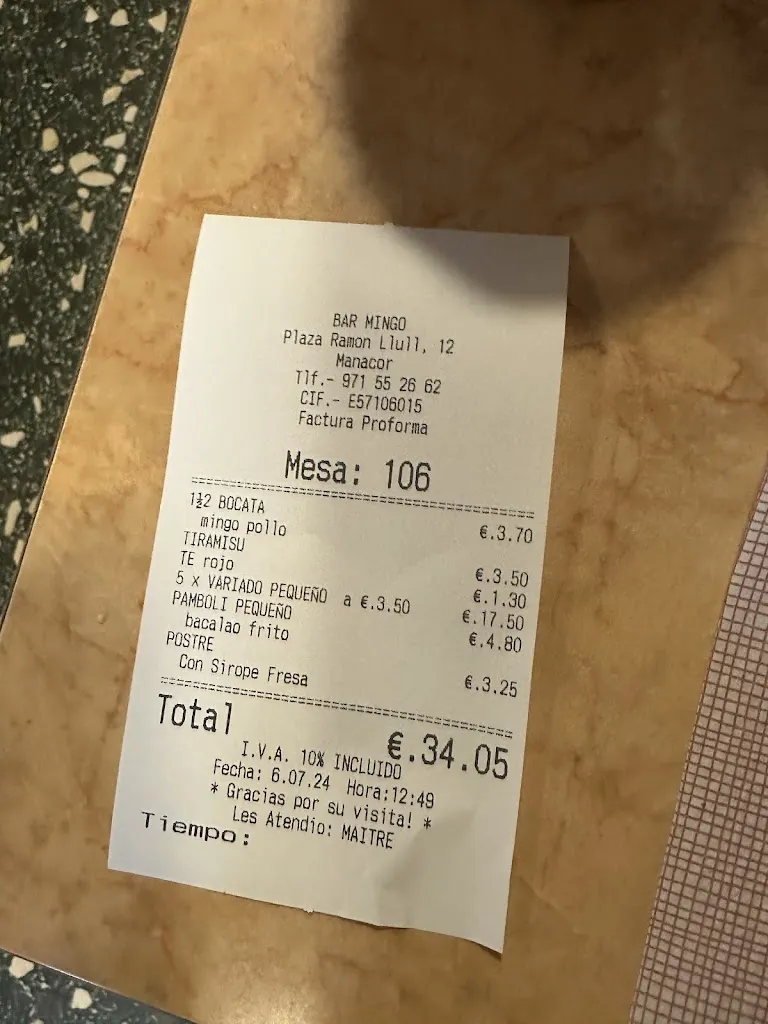 BAR MINGO
Plaza Ramon Llull, 12
Manacor
Tlf.- 971 55 26 62
CIF.- E57106015
Factura Proforma
Mesa: 106
1½2 BOCATA €.3.70
mingo pollo
TIRAMISU €.3.50
TE rojo €.1.30
5 x VARIADO PEQUEÑO a €.3.50 €.17.50
PAMBOLI PEQUEÑO €.4.80
bacalao frito
POSTRE €.3.25
Con Sirope Fresa
Total €.34.05
I.V.A. 10% INCLUIDO
Fecha: 6.07.24 Hora:12:49
* Gracias por su visita! *
Les Atendio: MAITRE
Tiempo: